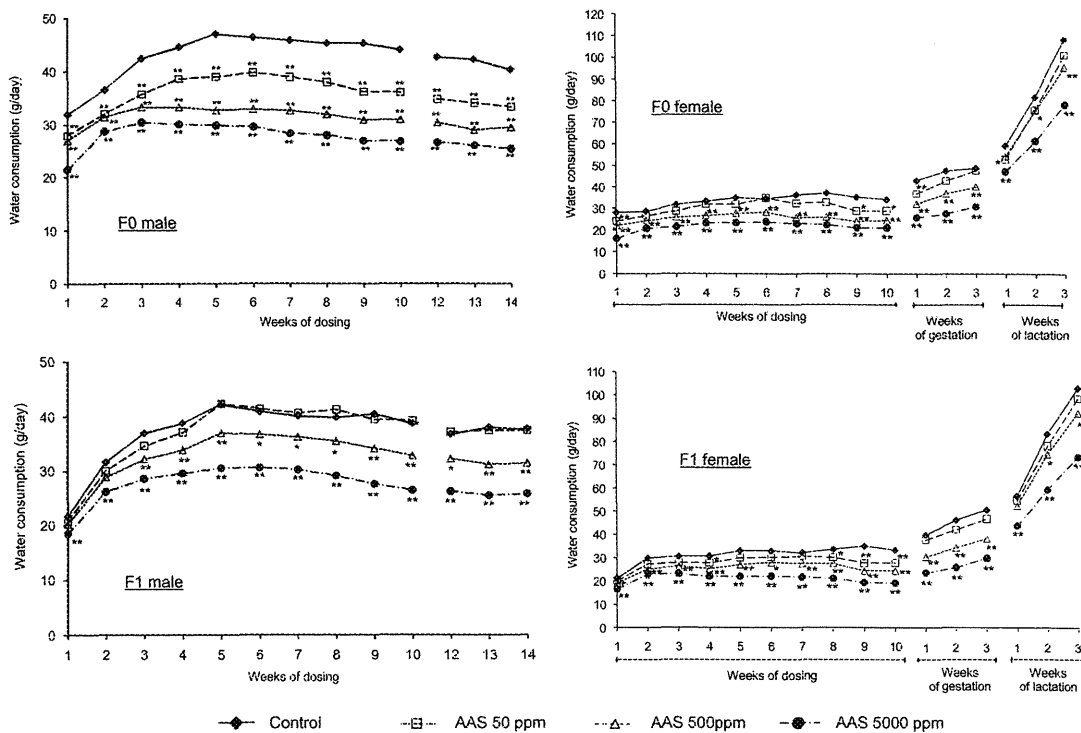 Water consumption (g/day)
50
40
30
20
10
0
F0 male
1 2 3 4 5 6 7 8 9 10 12 13 14
Weeks of dosing
Water consumption (g/day)
120
110
100
90
80
70
60
50
40
30
20
10
0
F0 female
1 2 3 4 5 6 7 8 9 10 1 2 3 1 2 3
Weeks of dosing
Weeks
of gestation
Weeks
of lactation
Water consumption (g/day)
50
40
30
20
10
0
F1 male
1 2 3 4 5 6 7 8 9 10 12 13 14
Weeks of dosing
Water consumption (g/day)
110
100
90
80
70
60
50
40
30
20
10
0
F1 female
1 2 3 4 5 6 7 8 9 10 1 2 3 1 2 3
Weeks of dosing
Weeks
of gestation
Weeks
of lactation
Control AAS 50 ppm AAS 500ppm AAS 5000 ppm